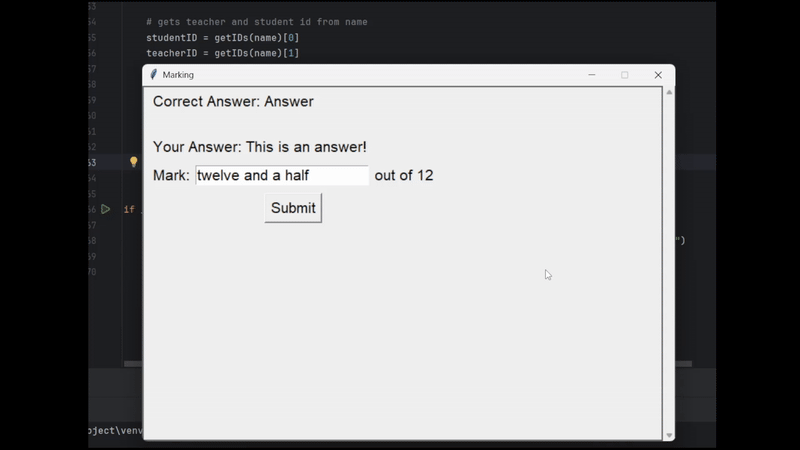 53
54 # gets teacher and student id from name
55 studentID = getIDs(name)[0]
56 teacherID = getIDs(name)[1]
57
Marking
58
Correct Answer: Answer
59
60
61
Your Answer: This is an answer!
63
Mark: twelve and a half out of 12
64
65
Submit
66 if
67
68 ")
69
70
oject\venv